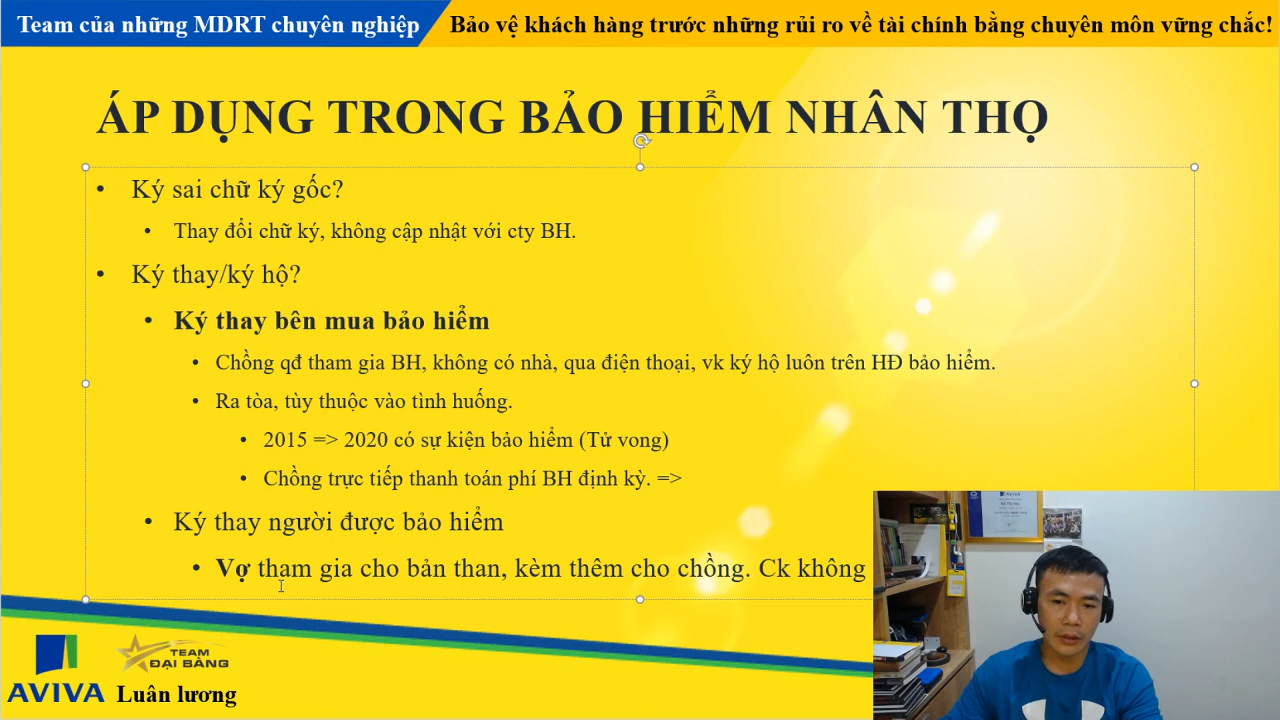 Team của những MDRT chuyên nghiệp
Bảo vệ khách hàng trước những rủi ro về tài chính bằng chuyên môn vững chắc!
ÁP DỤNG TRONG BẢO HIỂM NHÂN THỌ
• Ký sai chữ ký gốc?
• Thay đổi chữ ký, không cập nhật với cty BH.
• Ký thay/ký hộ?
• Ký thay bên mua bảo hiểm
• Chồng qđ tham gia BH, không có nhà, qua điện thoại, vk ký hộ luôn trên HĐ bảo hiểm.
• Ra tòa, tùy thuộc vào tình huống.
• 2015 => 2020 có sự kiện bảo hiểm (Tử vong)
• Chồng trực tiếp thanh toán phí BH định kỳ. =>
• Ký thay người được bảo hiểm
• Vợ tham gia cho bản than, kèm thêm cho chồng. Ck không
AVIVA
TEAM
ĐẠI BÀNG
Luân lương
AVIVA